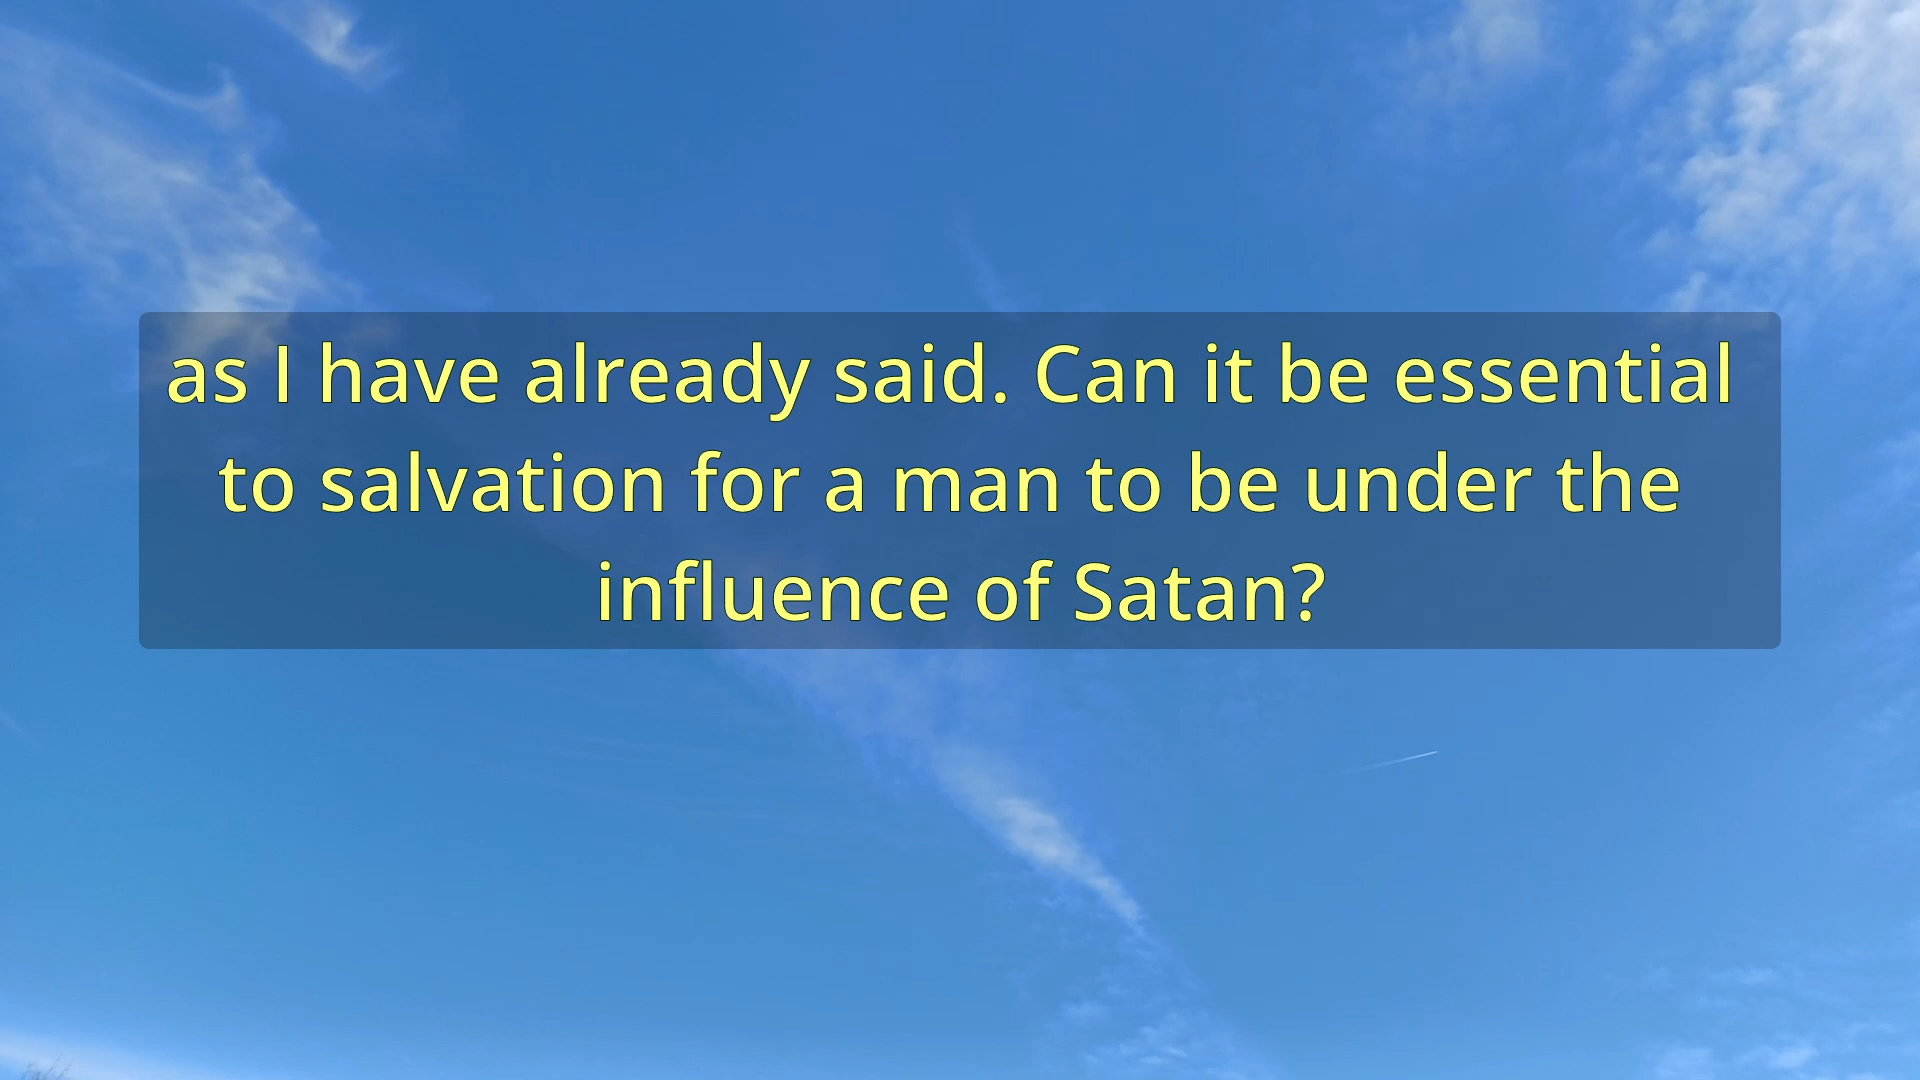 as I have already said. Can it be essential
to salvation for a man to be under the
influence of Satan?